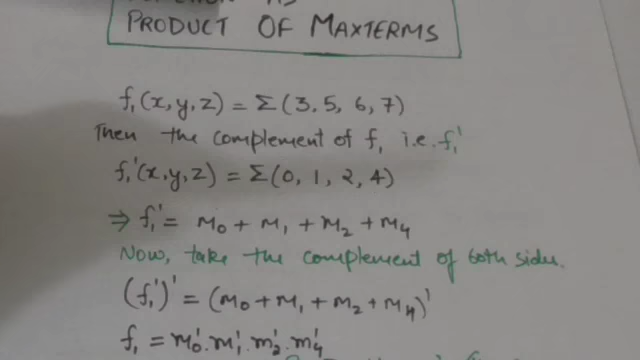 PRODUCT OF MAXTERMS
f₁(x,y,z) = Σ(3,5,6,7)
Then the complement of f₁ i.e. f₁'
f₁'(x,y,z) = Σ(0,1,2,4)
⇒ f₁' = m₀ + m₁ + m₂ + m₄
Now, take the complement of both sides.
(f₁')' = (m₀ + m₁ + m₂ + m₄)'
f₁ = m₀'.m₁'.m₂'.m₄'